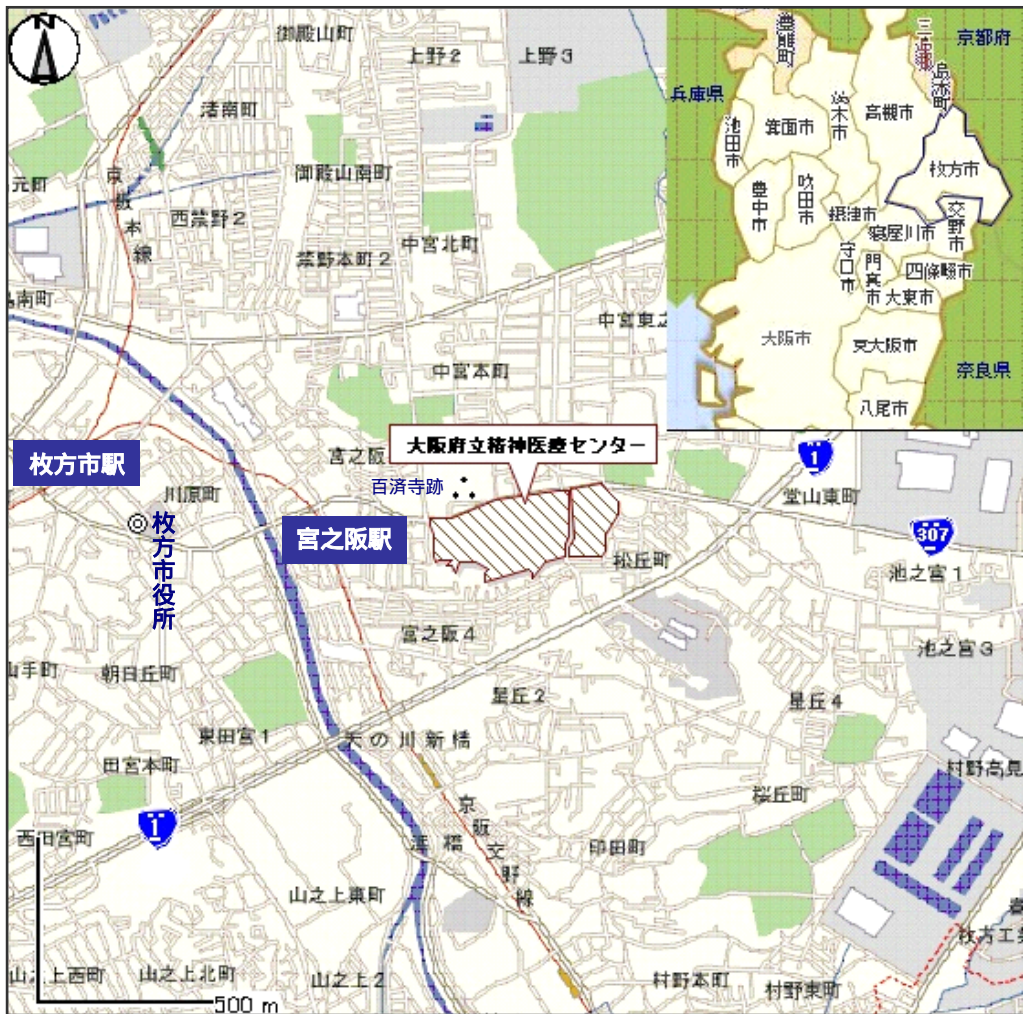 御殿山町
上野2
上野3
渚南町
元町
御殿山南町
京阪本線
西禁野2
禁野本町2
中宮北町
中宮本町
枚方市駅
川原町
宮之阪
大阪府立精神医療センター
百済寺跡
枚方市役所
宮之阪駅
松丘町
1
堂山東町
307
池之宮1
宮之阪4
池之宮3
山手町
朝日丘町
星丘2
星丘4
東田宮1
天の川新橋
田宮本町
村野高見
桜丘町
1
西田宮町
京阪交野線
印田町
山之上東町
枚方工
山之上西町
山之上北町
山之上2
村野本町
村野東町
500 m
豊能町
京都府
島本町
兵庫県
池田市
箕面市
茨木市
高槻市
枚方市
豊中市
吹田市
摂津市
寝屋川市
交野市
守口市
門真市
四條畷市
大東市
大阪市
東大阪市
奈良県
八尾市